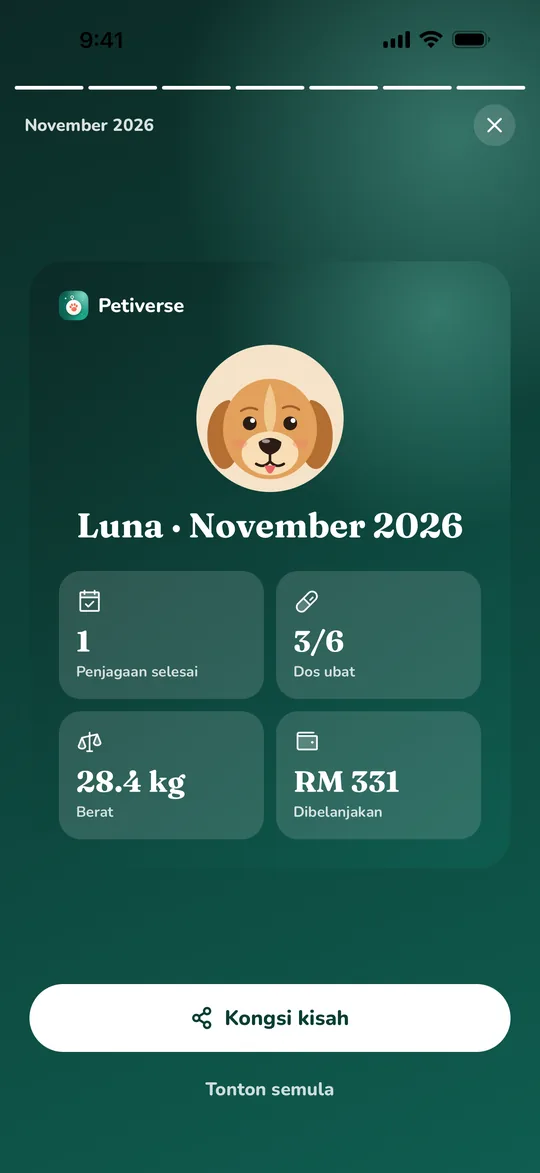 9:41
November 2026
Petiverse
Luna · November 2026
1
Penjagaan selesai
3/6
Dos ubat
28.4 kg
Berat
RM 331
Dibelanjakan
Kongsi kisah
Tonton semula